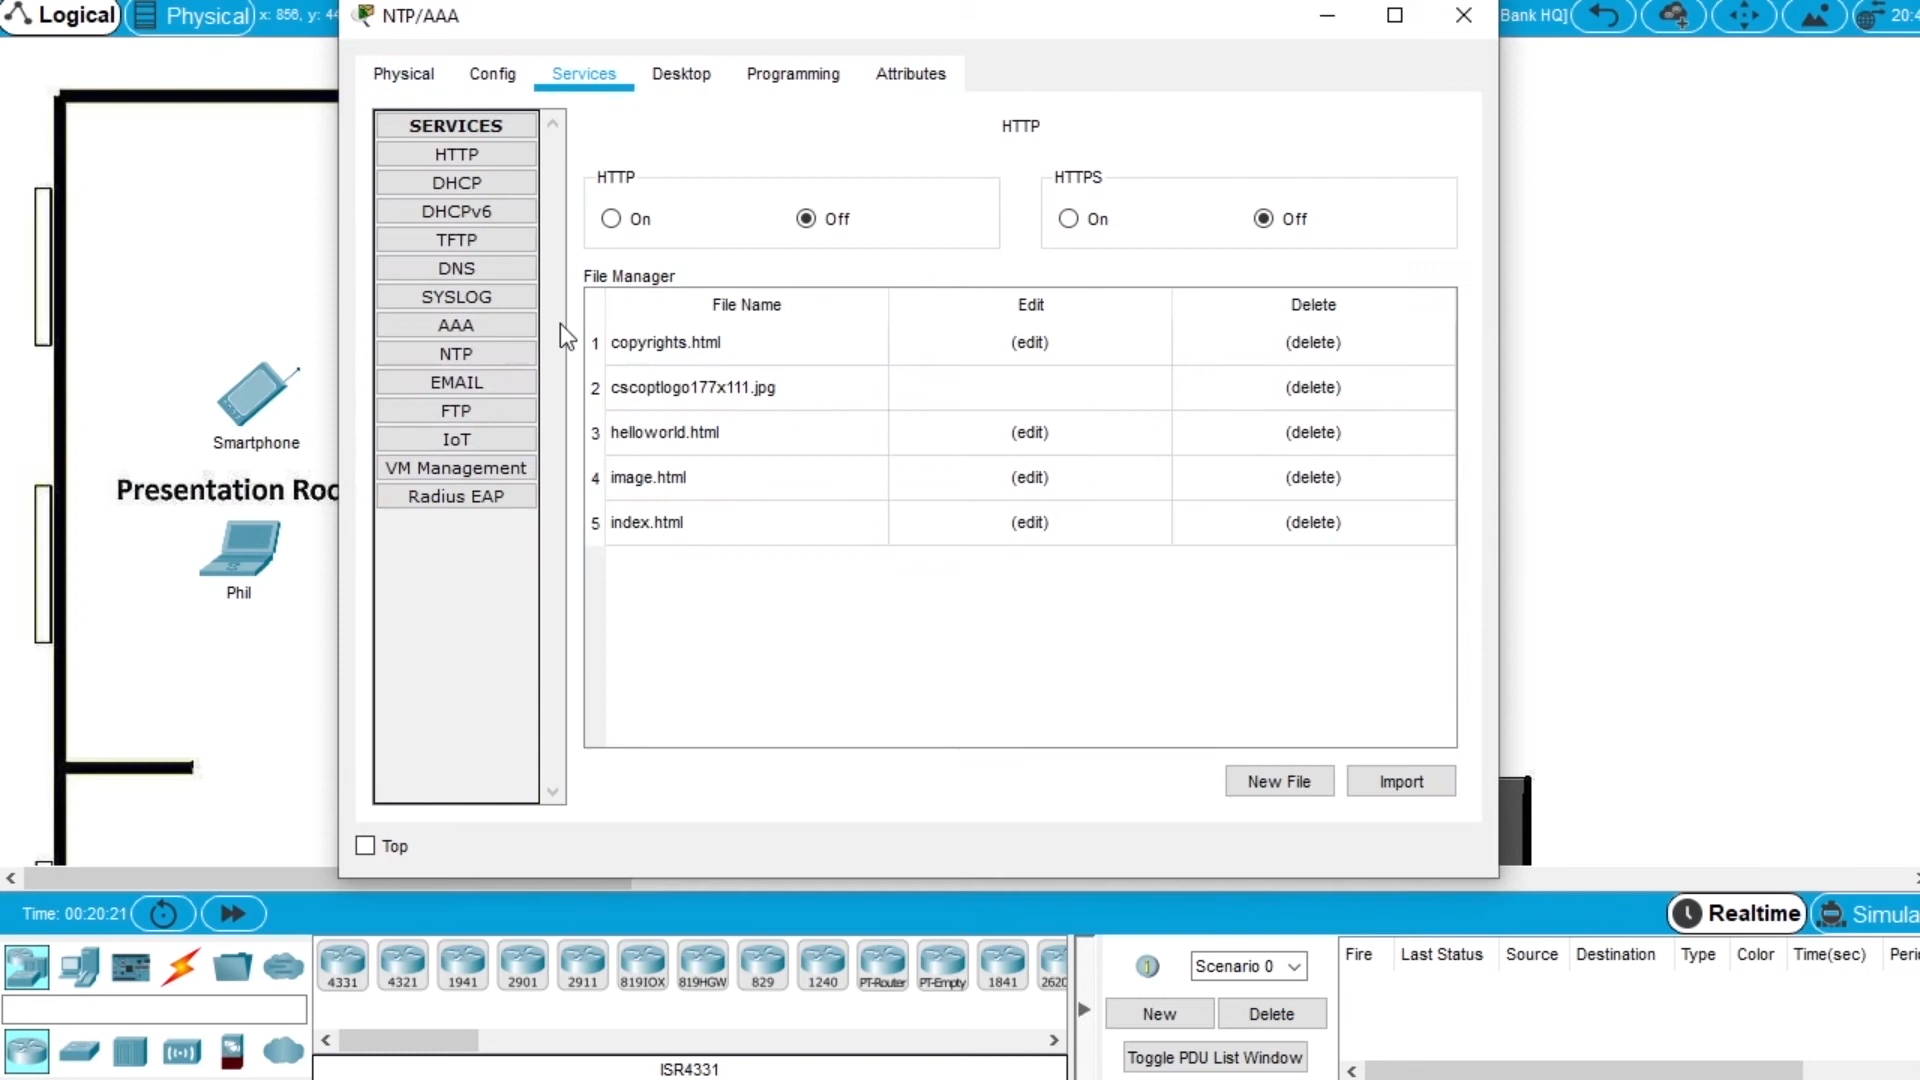 Logical
Physical
x: 856, y: 44
NTP/AAA
Bank HQ]
20:4
Physical
Config
Services
Desktop
Programming
Attributes
SERVICES
HTTP
DHCP
DHCPv6
TFTP
DNS
SYSLOG
AAA
NTP
EMAIL
FTP
IoT
VM Management
Radius EAP
HTTP
HTTP
On
Off
HTTPS
On
Off
File Manager
File Name Edit Delete
1 copyrights.html (edit) (delete)
2 cscoptlogo177x111.jpg (delete)
3 helloworld.html (edit) (delete)
4 image.html (edit) (delete)
5 index.html (edit) (delete)
New File
Import
Top
Smartphone
Presentation Roo
Phil
Time: 00:20:21
Realtime
Simula
4331 4321 1941 2901 2911 819IOX 819HGW 829 1240 PT-Router PT-Empty 1841 2620
ISR4331
Scenario 0
New
Delete
Toggle PDU List Window
Fire Last Status Source Destination Type Color Time(sec) Peri